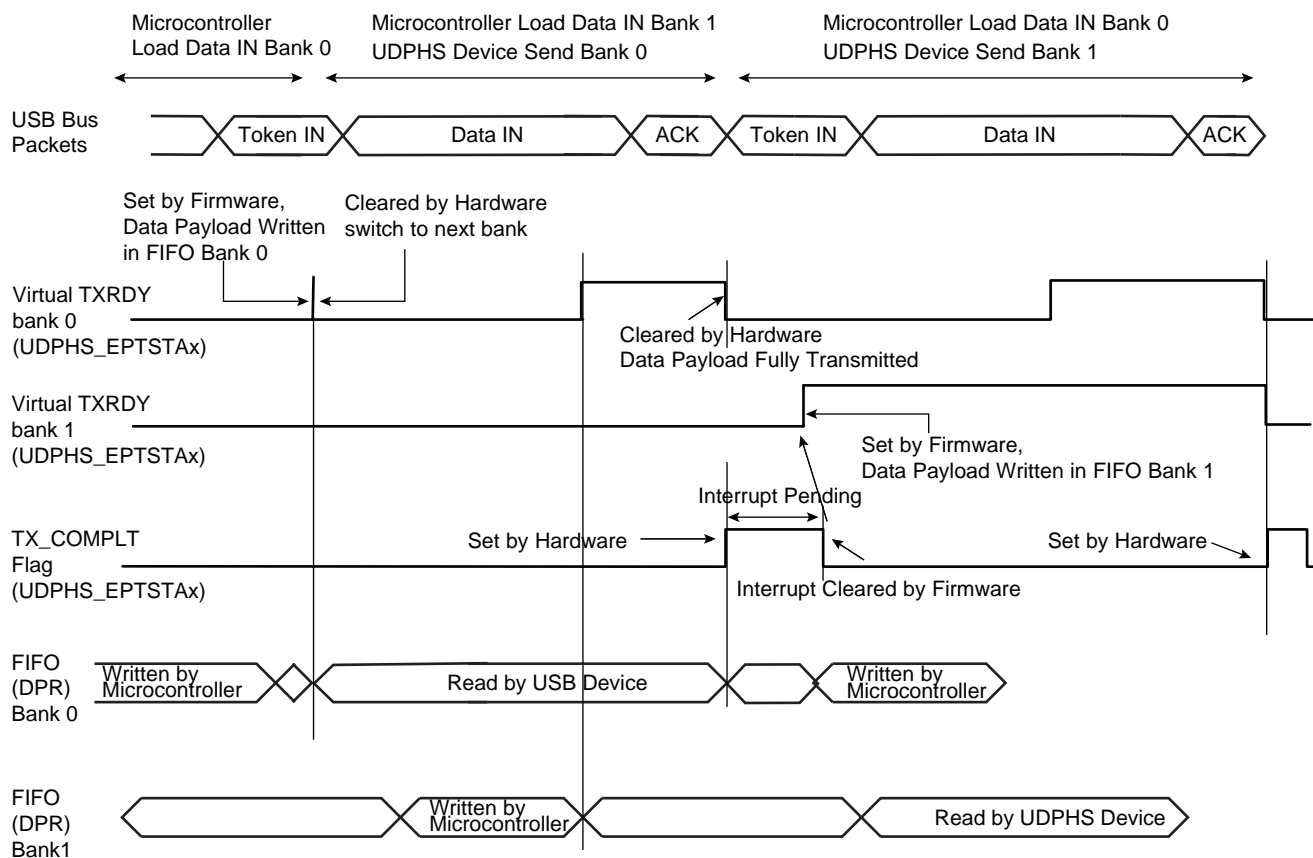 Microcontroller
Load Data IN Bank 0
Microcontroller Load Data IN Bank 1
UDPHS Device Send Bank 0
Microcontroller Load Data IN Bank 0
UDPHS Device Send Bank 1
USB Bus
Packets
Token IN
Data IN
ACK
Token IN
Data IN
ACK
Set by Firmware,
Data Payload Written
in FIFO Bank 0
Cleared by Hardware
switch to next bank
Virtual TXRDY
bank 0
(UDPHS_EPTSTAx)
Cleared by Hardware
Data Payload Fully Transmitted
Virtual TXRDY
bank 1
(UDPHS_EPTSTAx)
Set by Firmware,
Data Payload Written in FIFO Bank 1
Interrupt Pending
TX_COMPLT
Flag
(UDPHS_EPTSTAx)
Set by Hardware
Set by Hardware
Interrupt Cleared by Firmware
FIFO
(DPR)
Bank 0
Written by
Microcontroller
Read by USB Device
Written by
Microcontroller
FIFO
(DPR)
Bank1
Written by
Microcontroller
Read by UDPHS Device